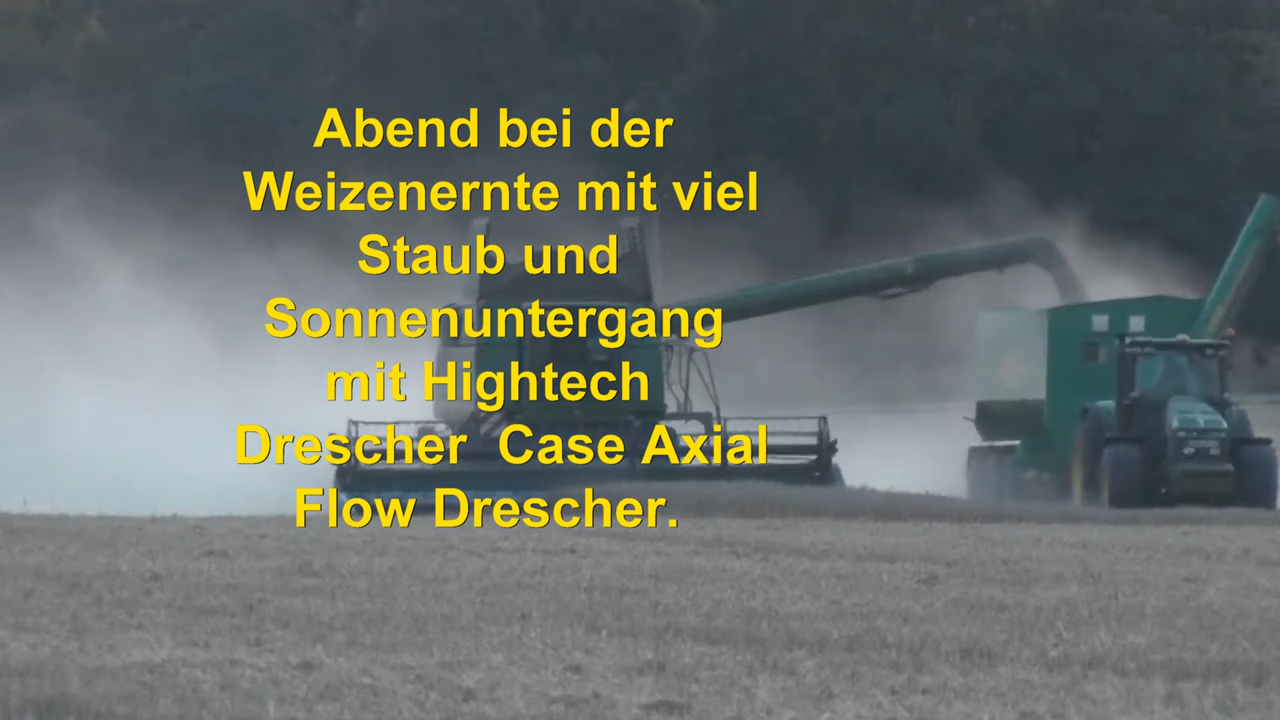 Abend bei der
Weizenernte mit viel
Staub und
Sonnenuntergang
mit Hightech
Drescher  Case Axial
Flow Drescher.